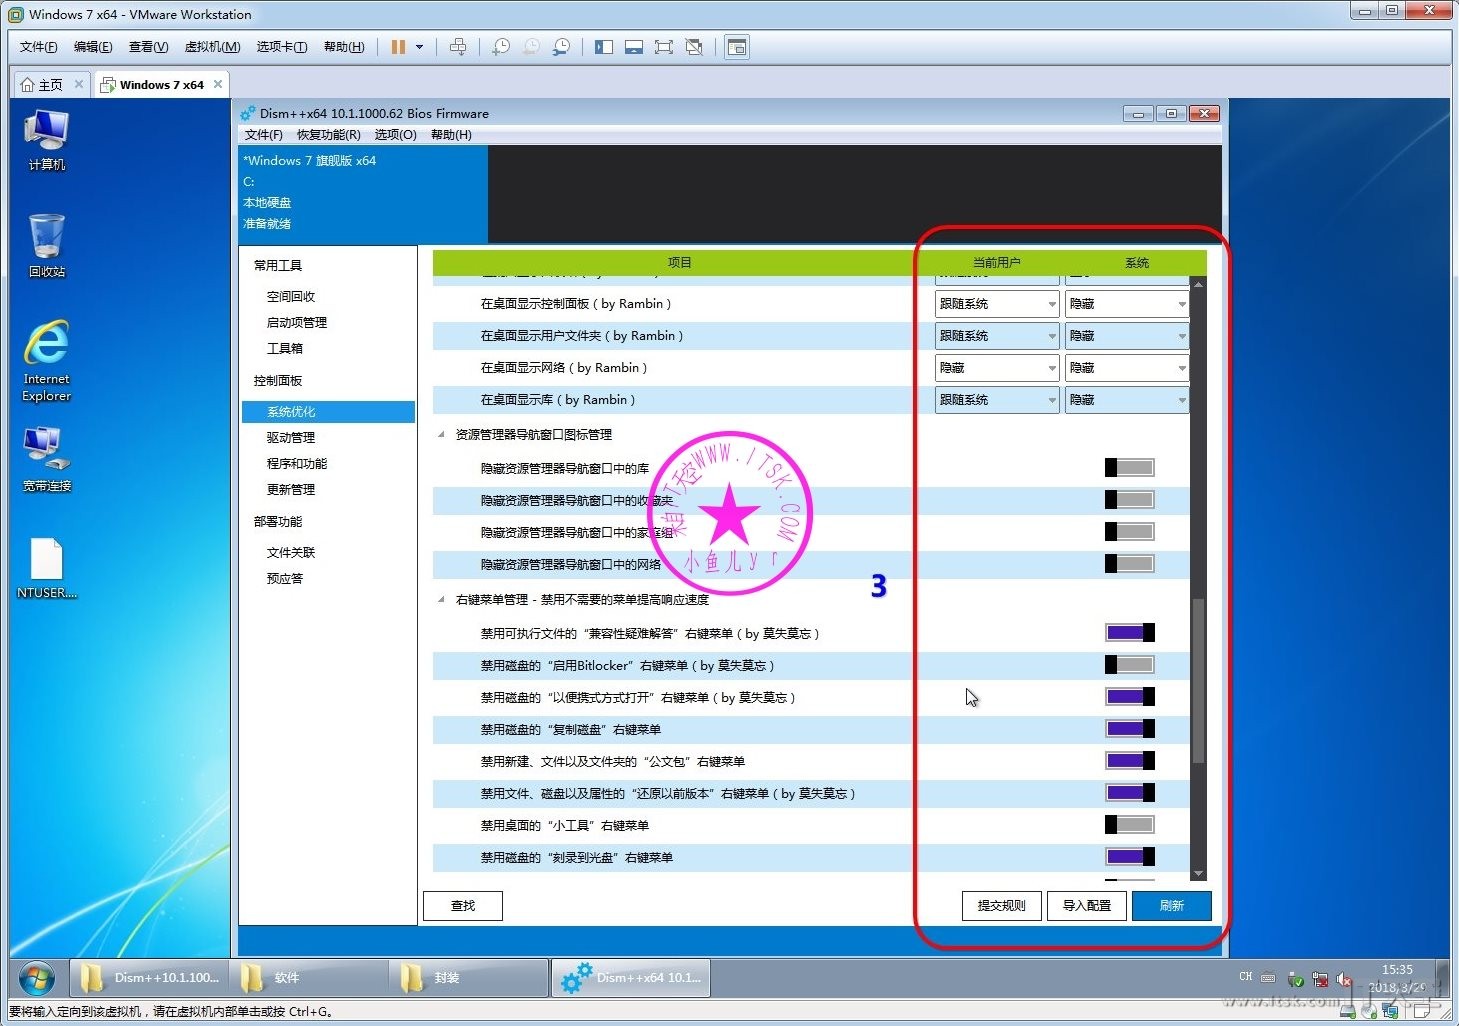 Windows 7 x64 - VMware Workstation
文件(F) 编辑(E) 查看(V) 虚拟机(M) 选项卡(T) 帮助(H)
主页 Windows 7 x64
计算机
回收站
Internet
Explorer
宽带连接
NTUSER....
Dism++x64 10.1.1000.62 Bios Firmware
文件(F) 恢复功能(R) 选项(O) 帮助(H)
*Windows 7 旗舰版 x64
C:
本地硬盘
准备就绪
常用工具
空间回收
启动项管理
工具箱
控制面板
系统优化
驱动管理
程序和功能
更新管理
部署功能
文件关联
预应答
项目 当前用户 系统
在桌面显示控制面板（by Rambin） 跟随系统 隐藏
在桌面显示用户文件夹（by Rambin） 跟随系统 隐藏
在桌面显示网络（by Rambin） 隐藏 隐藏
在桌面显示库（by Rambin） 跟随系统 隐藏
资源管理器导航窗口图标管理
隐藏资源管理器导航窗口中的库
隐藏资源管理器导航窗口中的收藏夹
隐藏资源管理器导航窗口中的家庭组
隐藏资源管理器导航窗口中的网络
右键菜单管理 - 禁用不需要的菜单提高响应速度
禁用可执行文件的“兼容性疑难解答”右键菜单（by 莫失莫忘）
禁用磁盘的“启用Bitlocker”右键菜单（by 莫失莫忘）
禁用磁盘的“以便携式方式打开”右键菜单（by 莫失莫忘）
禁用磁盘的“复制磁盘”右键菜单
禁用新建、文件以及文件夹的“公文包”右键菜单
禁用文件、磁盘以及属性的“还原以前版本”右键菜单（by 莫失莫忘）
禁用桌面的“小工具”右键菜单
禁用磁盘的“刻录到光盘”右键菜单
查找 提交规则 导入配置 刷新
来自IT天空WWW.ITSK.COM
小鱼儿yr
3
Dism++10.1.100... 软件 封装 Dism++x64 10.1...
CH
15:35
2018/3/29
www.itsk.com
要将输入定向到该虚拟机，请在虚拟机内部单击或按 Ctrl+G。